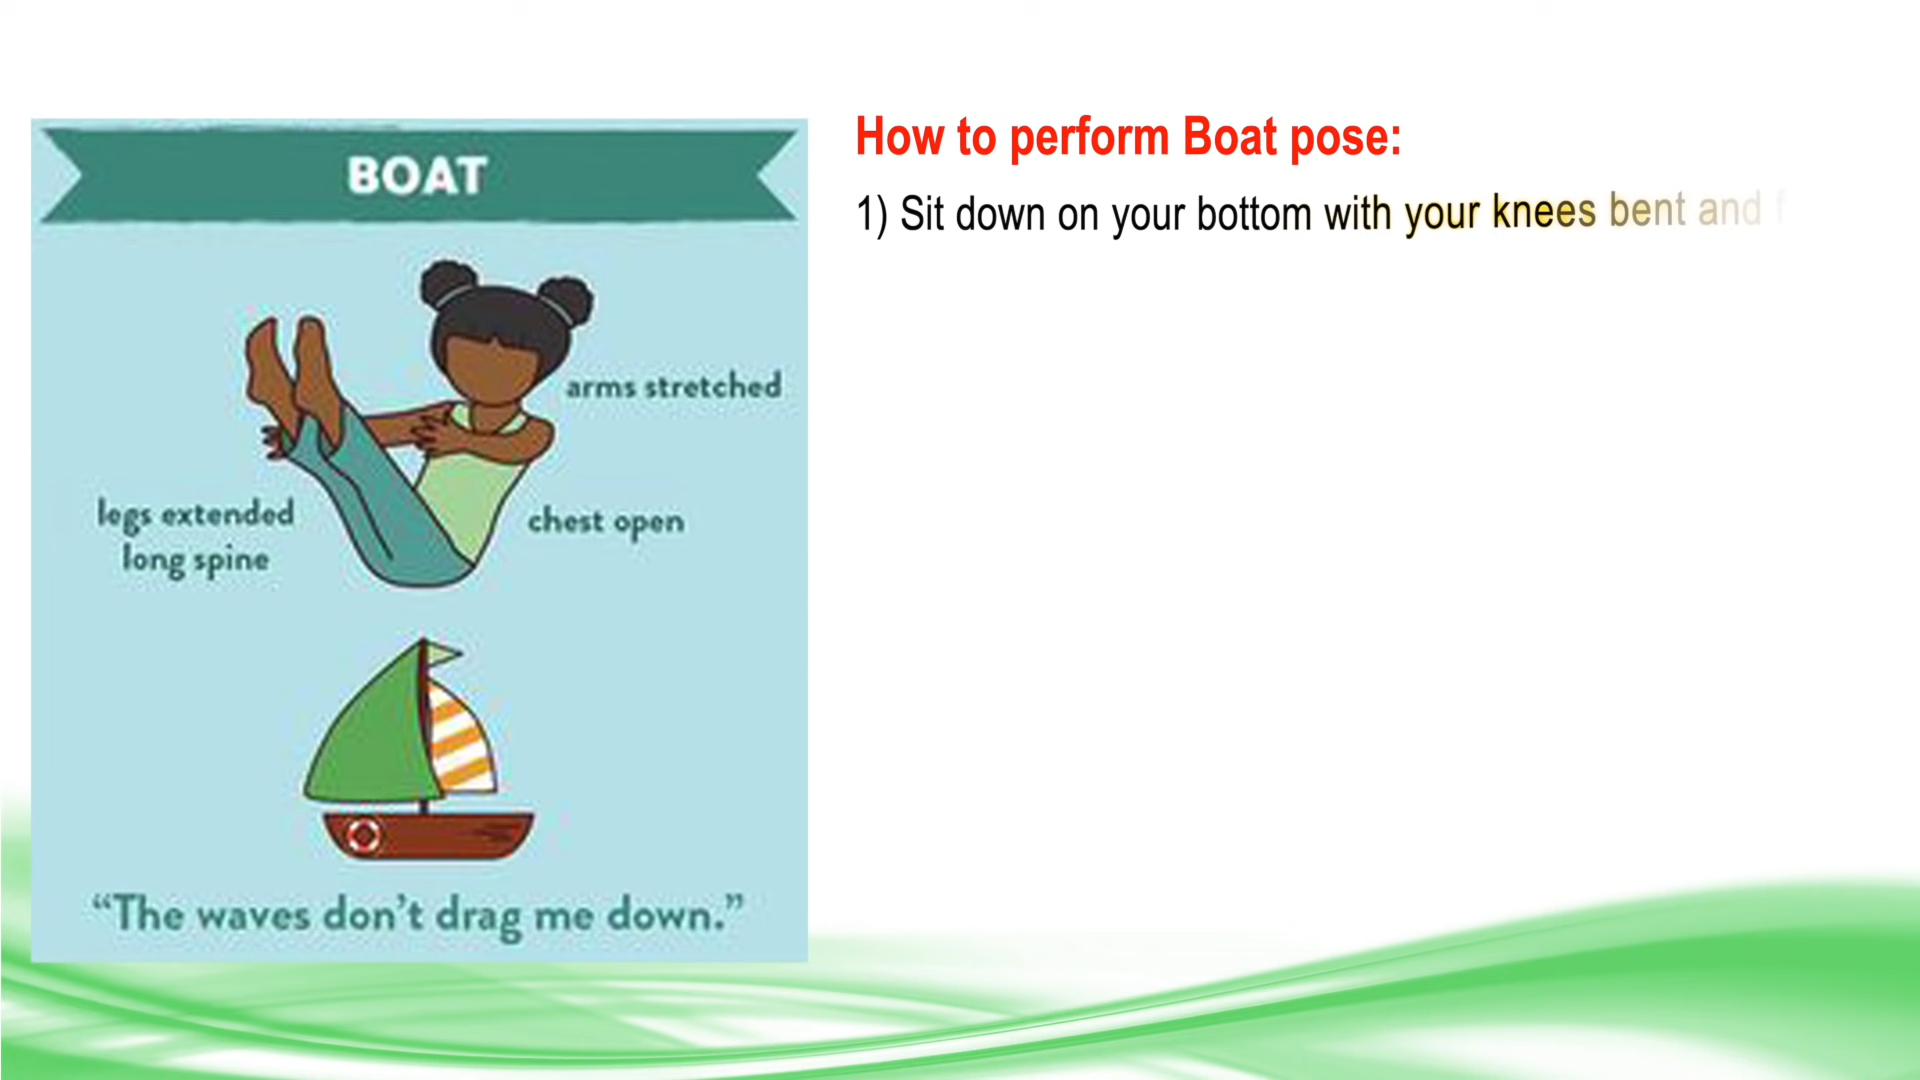 BOAT
arms stretched
legs extended
long spine
chest open
“The waves don’t drag me down.”
How to perform Boat pose:
1) Sit down on your bottom with your knees bent and f